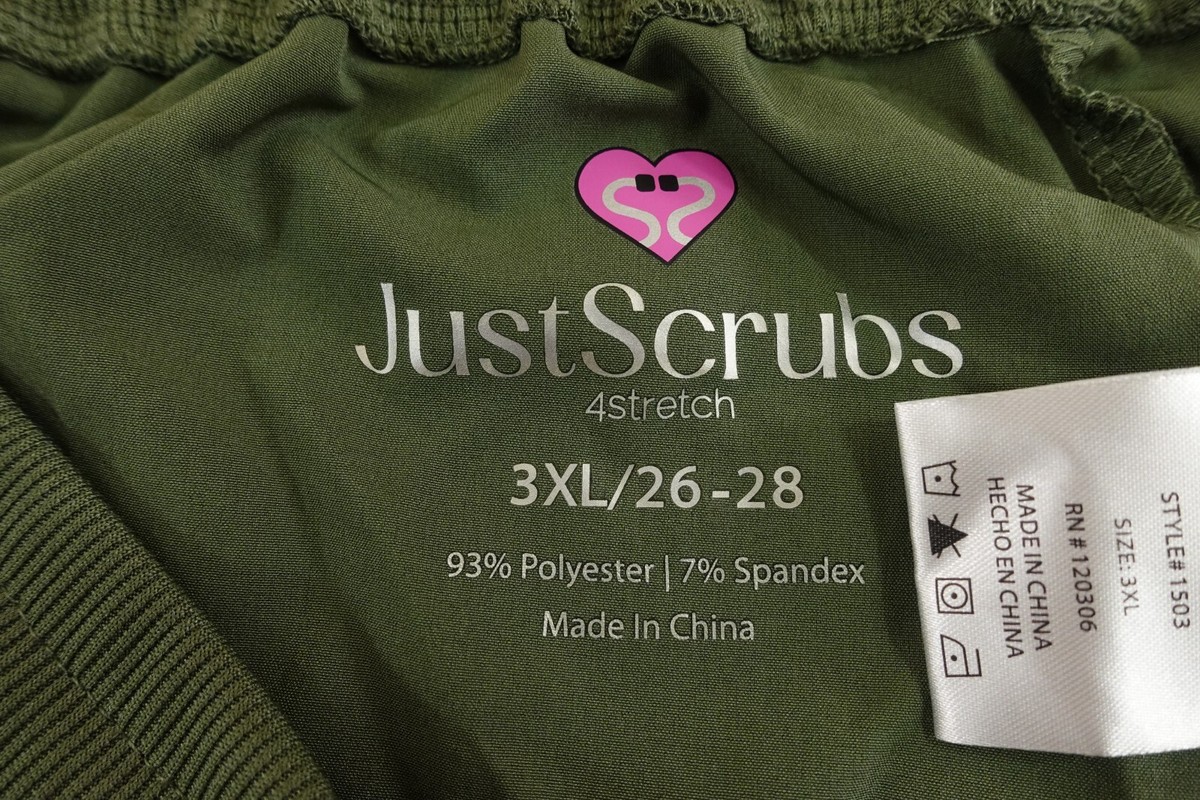 JustScrubs
4stretch
3XL/26-28
93% Polyester | 7% Spandex
Made In China
STYLE#1503
SIZE: 3XL
RN # 120306
MADE IN CHINA
HECHO EN CHINA